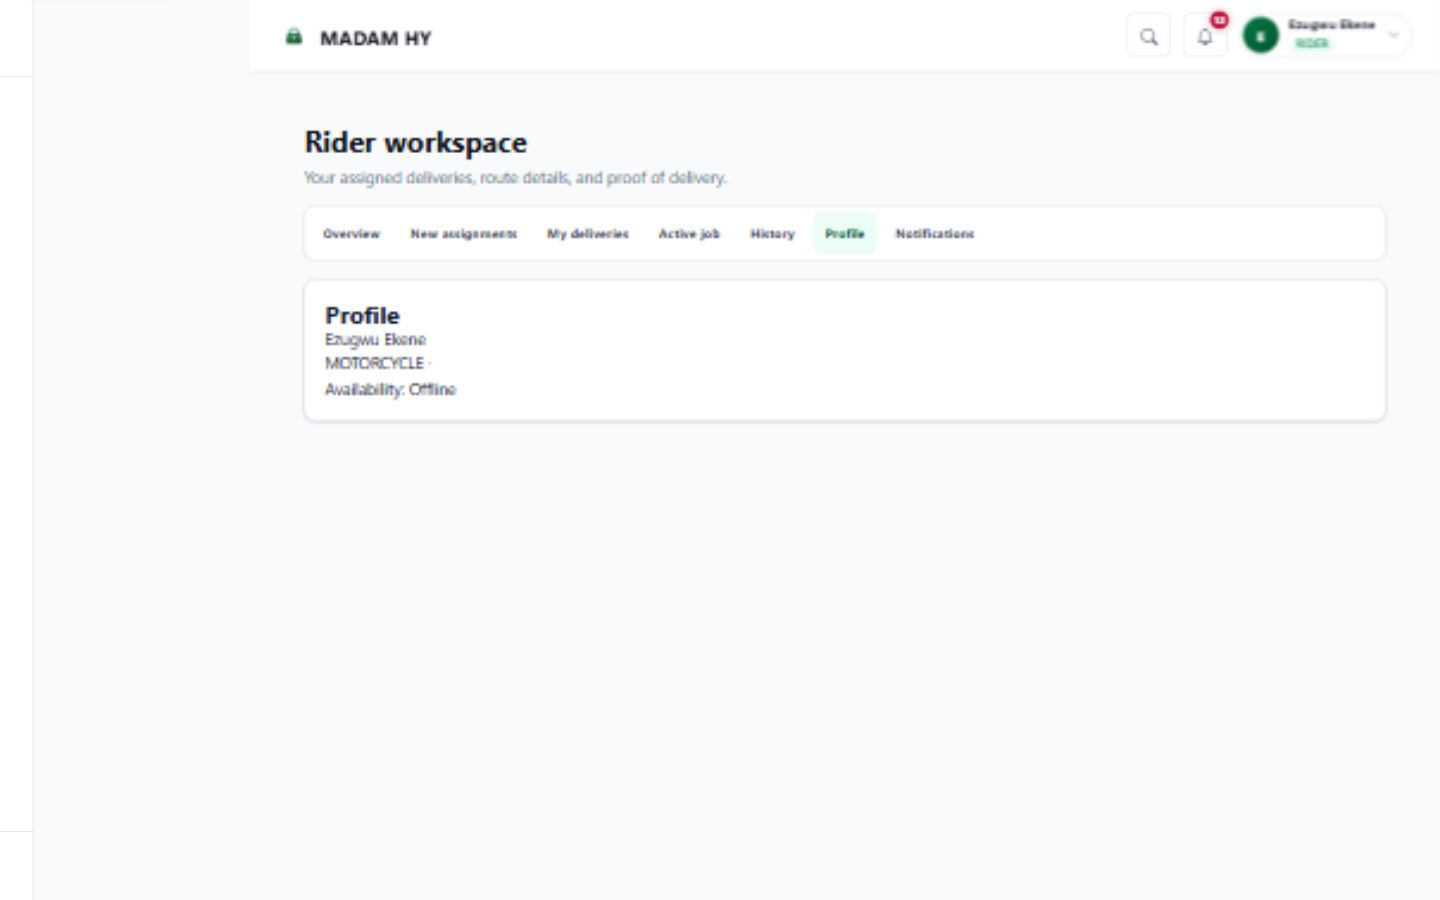 MADAM HY
Ezugwu Ekene
RIDER
Rider workspace
Your assigned deliveries, route details, and proof of delivery.
Overview New assignments My deliveries Active job History Profile Notifications
Profile
Ezugwu Ekene
MOTORCYCLE ·
Availability: Offline